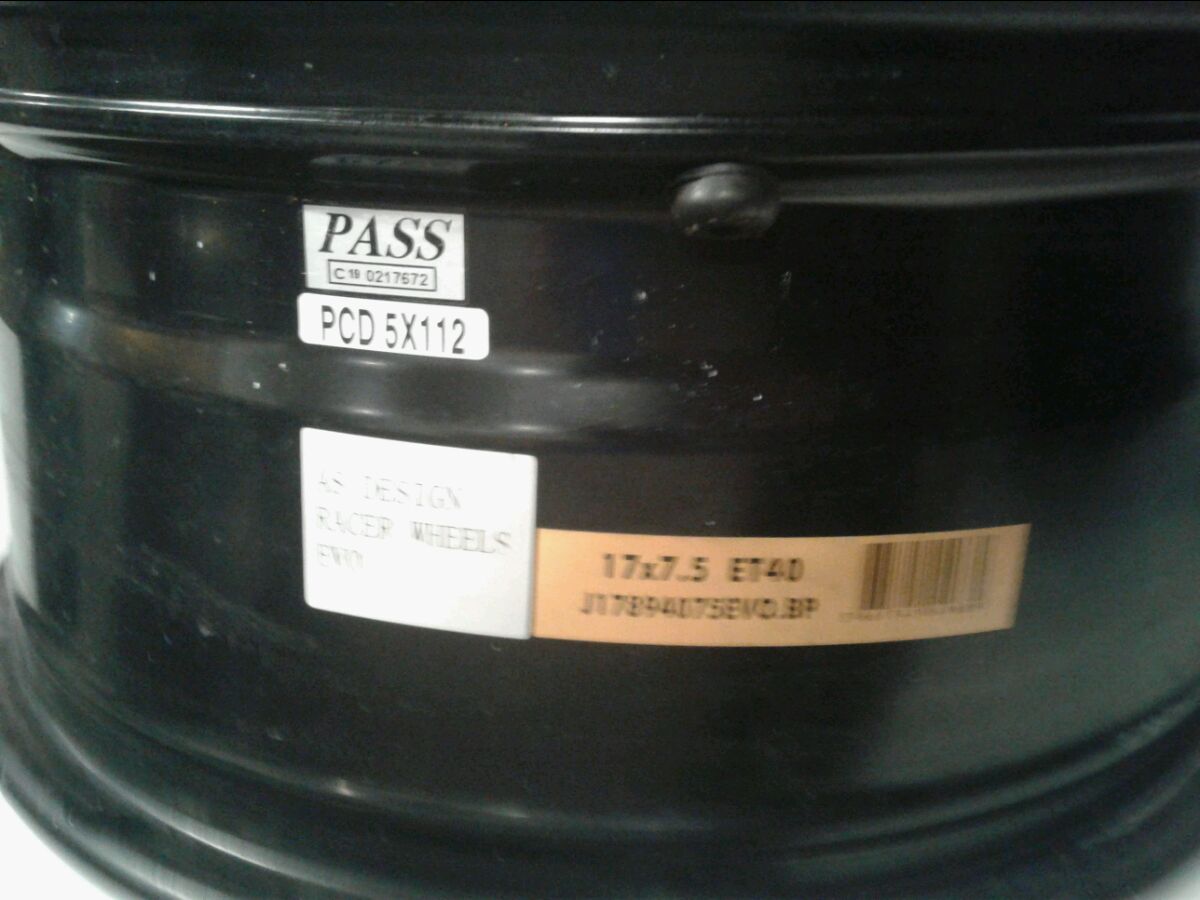 PASS
C19 0217672
PCD 5X112
AS DESIGN
RACER WHEELS
EVO
17x7.5 ET40
J17894075EVO.BP